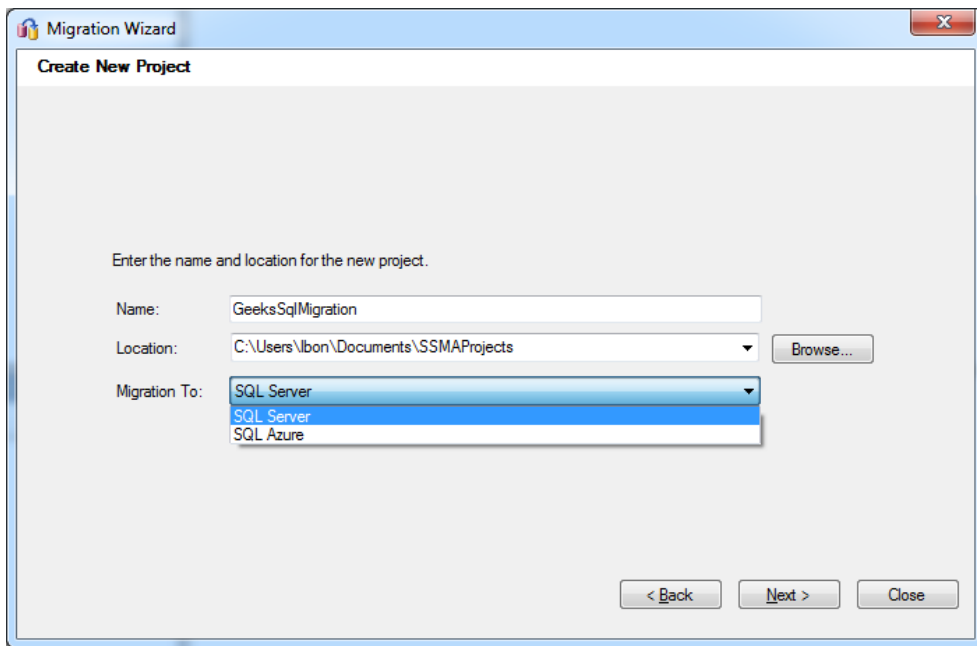 Migration Wizard
Create New Project
Enter the name and location for the new project.
Name: GeeksSqlMigration
Location: C:\Users\Ibon\Documents\SSMAProjects Browse...
Migration To: SQL Server
SQL Server
SQL Azure
< Back Next > Close